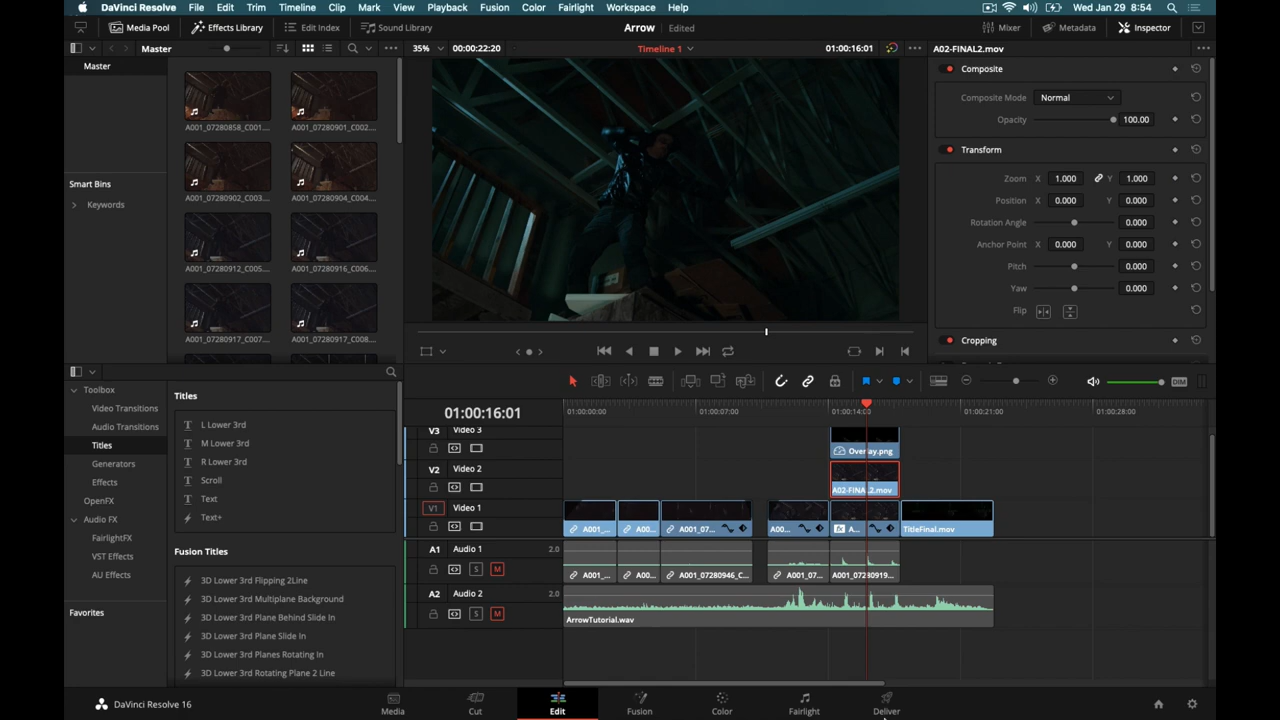 DaVinci Resolve File Edit Trim Timeline Clip Mark View Playback Fusion Color Fairlight Workspace Help Wed Jan 29 8:54
Media Pool Effects Library Edit Index Sound Library Arrow Edited Mixer Metadata Inspector
Master 35% 00:00:22:20 Timeline 1 01:00:16:01 A02-FINAL2.mov
Master
A001_07280858_C001... A001_07280901_C002...
A001_07280902_C003... A001_07280904_C004...
Smart Bins
Keywords
A001_07280912_C005... A001_07280916_C006...
A001_07280917_C007... A001_07280917_C008...
Composite
Composite Mode Normal
Opacity 100.00
Transform
Zoom X 1.000 Y 1.000
Position X 0.000 Y 0.000
Rotation Angle 0.000
Anchor Point X 0.000 Y 0.000
Pitch 0.000
Yaw 0.000
Flip
Cropping
Toolbox
Video Transitions
Audio Transitions
Titles
Generators
Effects
OpenFX
Audio FX
FairlightFX
VST Effects
AU Effects
Favorites
Titles
L Lower 3rd
M Lower 3rd
R Lower 3rd
Scroll
Text
Text+
Fusion Titles
3D Lower 3rd Flipping 2Line
3D Lower 3rd Multiplane Background
3D Lower 3rd Plane Behind Slide In
3D Lower 3rd Plane Slide In
3D Lower 3rd Planes Rotating In
3D Lower 3rd Rotating Plane 2 Line
DIM
01:00:16:01 01:00:00:00 01:00:07:00 01:00:14:00 01:00:21:00 01:00:28:00
V3 Video 3
Overlay.png
V2 Video 2
A02-FINAL2.mov
V1 Video 1
A001_... A00... A001_07... A00... A... TitleFinal.mov
A1 Audio 1 2.0
S M
A001_... A00... A001_07280946_C... A001_07... A001_07280919...
A2 Audio 2 2.0
S M
ArrowTutorial.wav
DaVinci Resolve 16 Media Cut Edit Fusion Color Fairlight Deliver